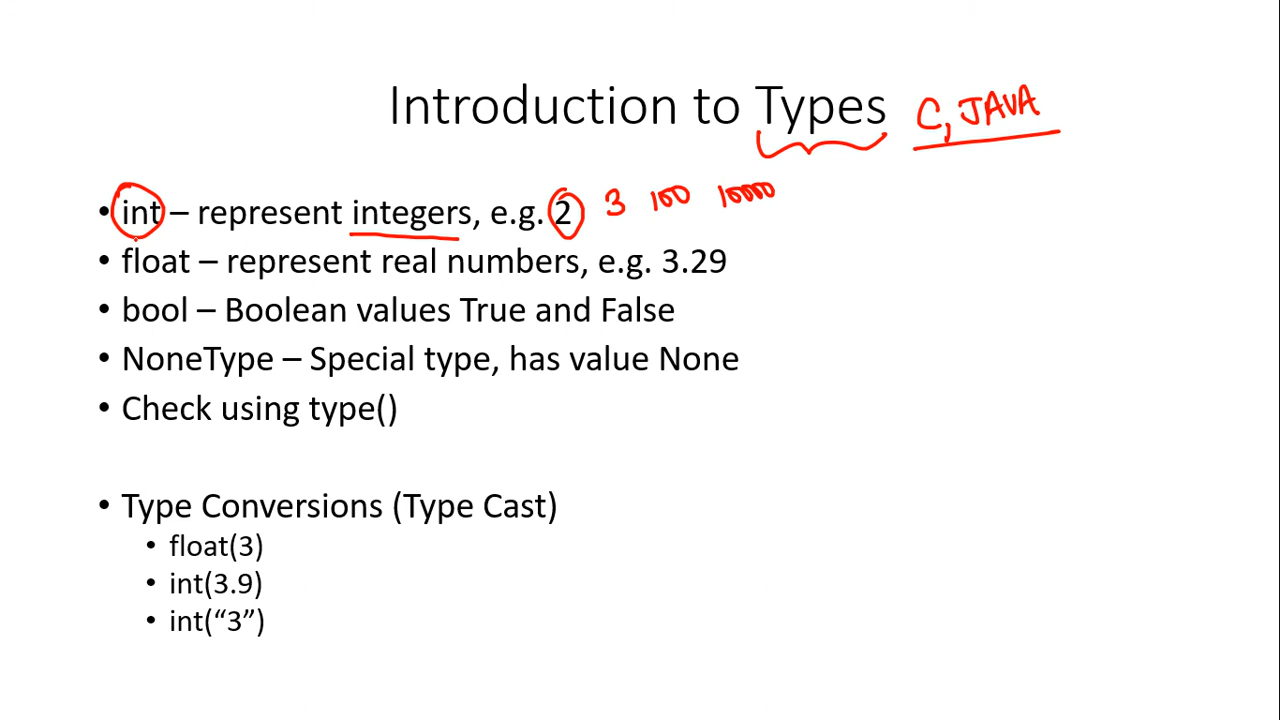 Introduction to Types C, JAVA
• int – represent integers, e.g. 2 3 100 10000
• float – represent real numbers, e.g. 3.29
• bool – Boolean values True and False
• NoneType – Special type, has value None
• Check using type()
• Type Conversions (Type Cast)
• float(3)
• int(3.9)
• int(“3”)